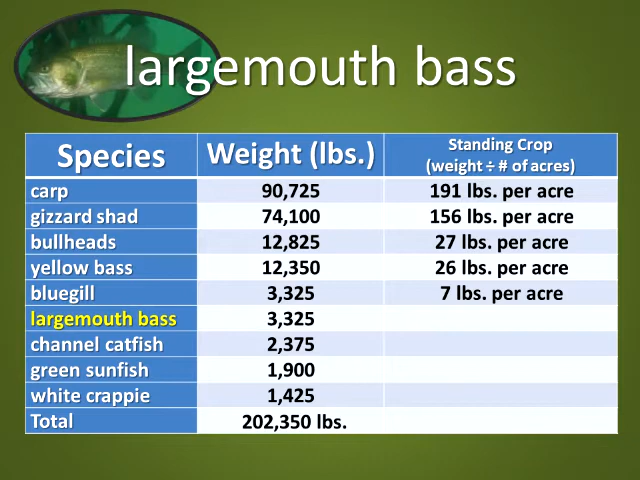 largemouth bass
Species Weight (lbs.) Standing Crop
(weight ÷ # of acres)
carp 90,725 191 lbs. per acre
gizzard shad 74,100 156 lbs. per acre
bullheads 12,825 27 lbs. per acre
yellow bass 12,350 26 lbs. per acre
bluegill 3,325 7 lbs. per acre
largemouth bass 3,325
channel catfish 2,375
green sunfish 1,900
white crappie 1,425
Total 202,350 lbs.